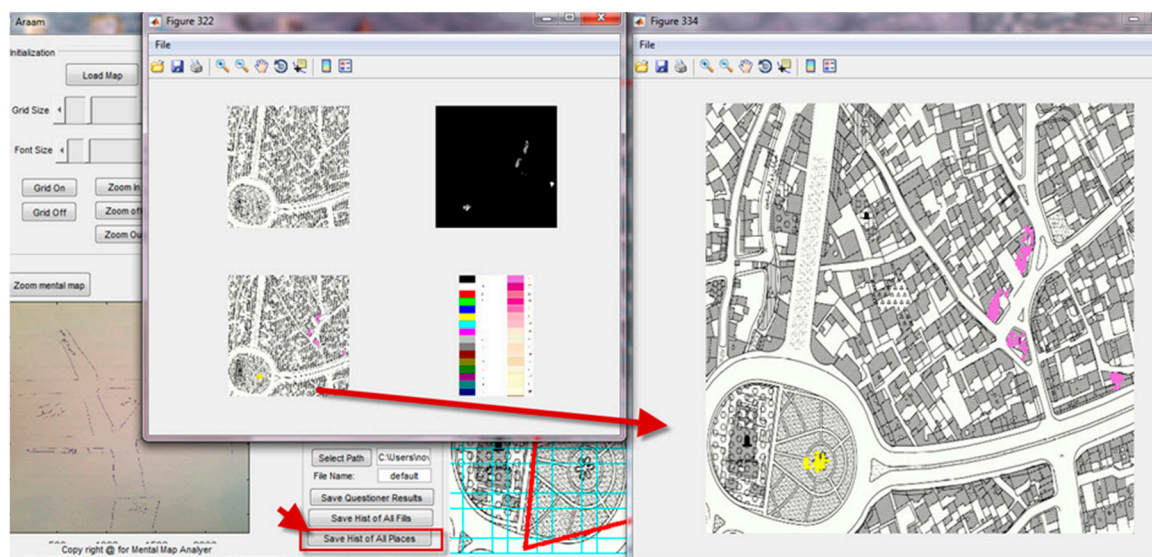 Araam
Initialization
Load Map
Grid Size
Font Size
Grid On
Zoom In
Grid Off
Zoom off
Zoom Ou
Zoom mental map
Copy right @ for Mental Map Analyer
Figure 322
File
Select Path
C:\Users\nov
File Name:
default
Save Questioner Results
Save Hist of All Fills
Save Hist of All Places
Figure 334
File